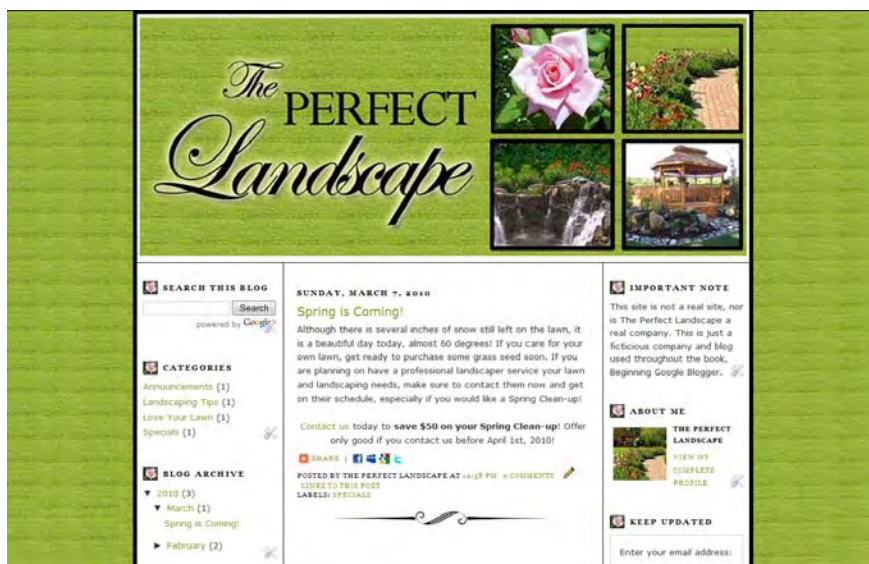 The
PERFECT
Landscape
SEARCH THIS BLOG
Search
powered by Google
CATEGORIES
Announcements (1)
Landscaping Tips (1)
Love Your Lawn (1)
Specials (1)
BLOG ARCHIVE
▼ 2010 (3)
▼ March (1)
Spring is Coming!
► February (2)
SUNDAY, MARCH 7, 2010
Spring is Coming!
Although there is several inches of snow still left on the lawn, it
is a beautiful day today, almost 60 degrees! If you care for your
own lawn, get ready to purchase some grass seed soon. If you
are planning on have a professional landscaper service your lawn
and landscaping needs, make sure to contact them now and get
on their schedule, especially if you would like a Spring Clean-up!
Contact us today to save $50 on your Spring Clean-up! Offer
only good if you contact us before April 1st, 2010!
SHARE |
POSTED BY THE PERFECT LANDSCAPE AT 12:38 PM 0 COMMENTS
LINKS TO THIS POST
LABELS: SPECIALS
IMPORTANT NOTE
This site is not a real site, nor
is The Perfect Landscape a
real company. This is just a
ficticious company and blog
used throughout the book,
Beginning Google Blogger.
ABOUT ME
THE PERFECT
LANDSCAPE
VIEW MY
COMPLETE
PROFILE
KEEP UPDATED
Enter your email address: